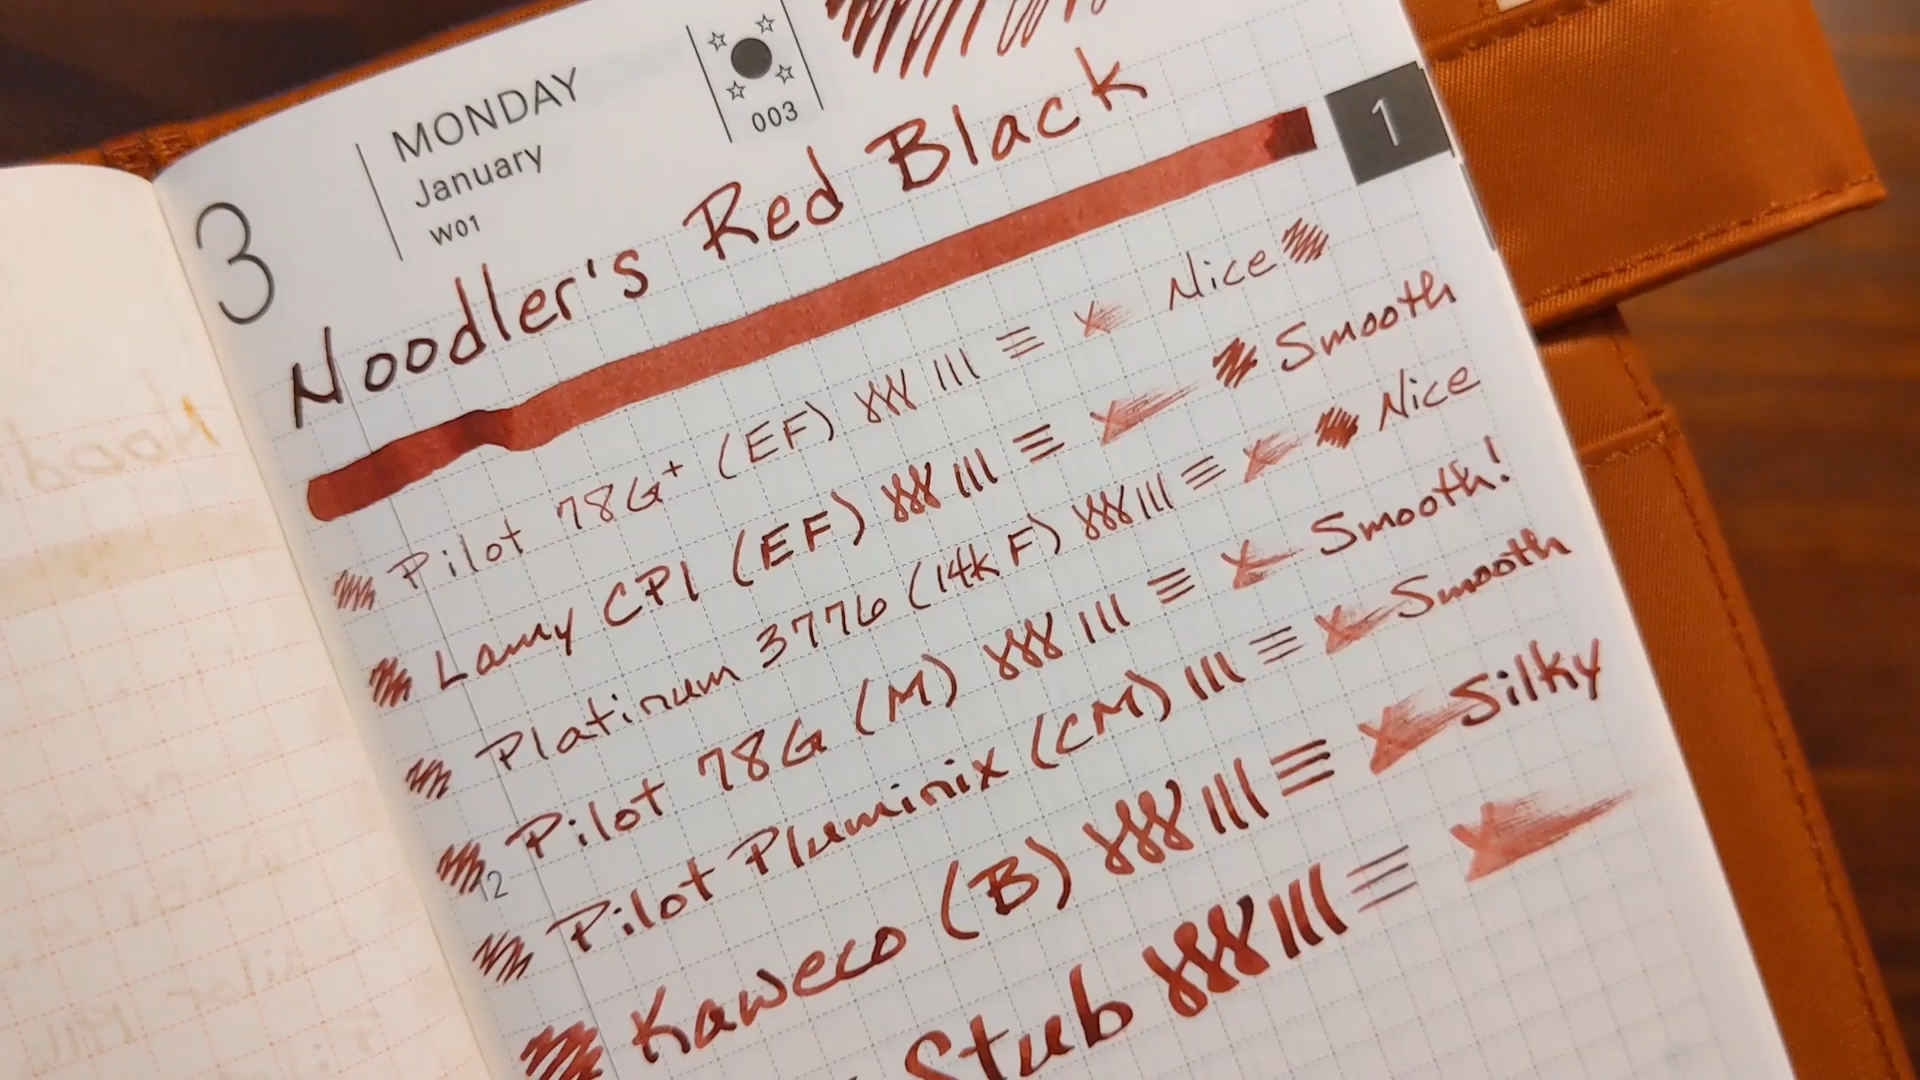 3
MONDAY
January
W01
003
1
Noodler's Red Black
Pilot 78G+ (EF) Nice
Lamy CP1 (EF) Smooth
Platinum 3776 (14k F) Nice
Pilot 78G (M) Smooth!
12
Pilot Pluminix (CM) Smooth
Kaweco (B) Silky
Stub